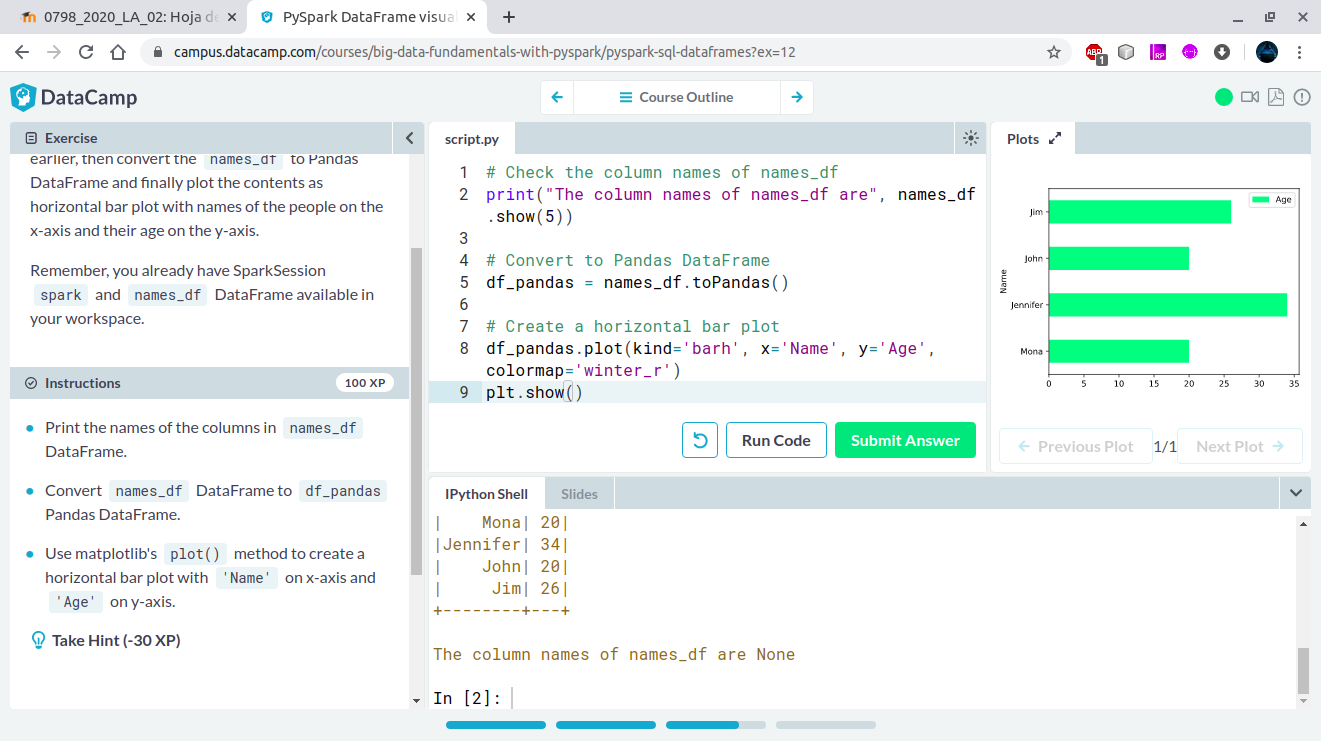 0798_2020_LA_02: Hoja de
PySpark DataFrame visua
campus.datacamp.com/courses/big-data-fundamentals-with-pyspark/pyspark-sql-dataframes?ex=12
ABP
1
RP
DataCamp
Course Outline
Exercise
earlier, then convert the names_df to Pandas
DataFrame and finally plot the contents as
horizontal bar plot with names of the people on the
x-axis and their age on the y-axis.
Remember, you already have SparkSession
spark and names_df DataFrame available in
your workspace.
Instructions
100 XP
Print the names of the columns in names_df
DataFrame.
Convert names_df DataFrame to df_pandas
Pandas DataFrame.
Use matplotlib's plot() method to create a
horizontal bar plot with 'Name' on x-axis and
'Age' on y-axis.
Take Hint (-30 XP)
script.py
1 # Check the column names of names_df
2 print("The column names of names_df are", names_df
.show(5))
3
4 # Convert to Pandas DataFrame
5 df_pandas = names_df.toPandas()
6
7 # Create a horizontal bar plot
8 df_pandas.plot(kind='barh', x='Name', y='Age',
colormap='winter_r')
9 plt.show()
Run Code
Submit Answer
Plots
Age
Name
Jim
John
Jennifer
Mona
0 5 10 15 20 25 30 35
Previous Plot
1/1
Next Plot
IPython Shell
Slides
| Mona| 20|
|Jennifer| 34|
| John| 20|
| Jim| 26|
+--------+---+
The column names of names_df are None
In [2]: